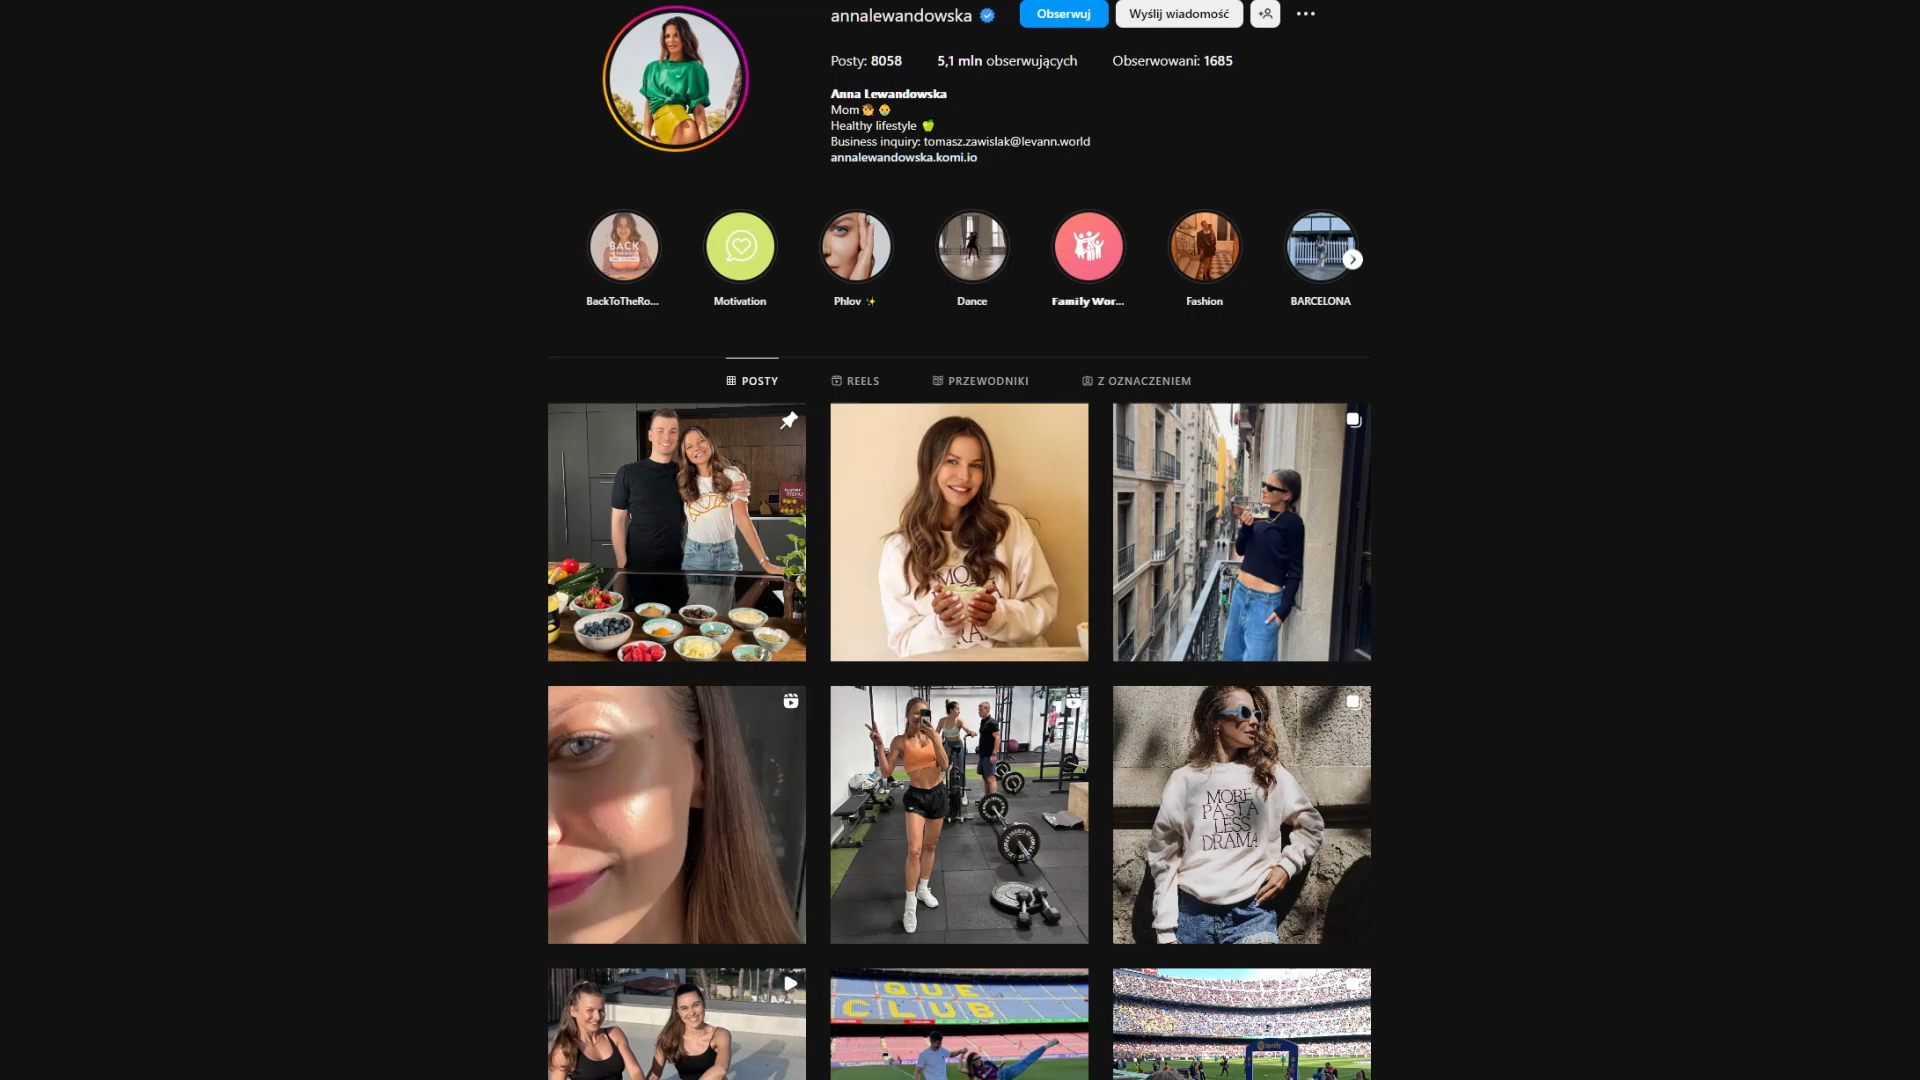 annalewandowska
Obserwuj
Wyślij wiadomość
Posty: 8058
5,1 mln obserwujących
Obserwowani: 1685
Anna Lewandowska
Mom
Healthy lifestyle
Business inquiry: tomasz.zawislak@levann.world
annalewandowska.komi.io
BACK
BackToTheRo...
Motivation
Phlov
Dance
Family Wor...
Fashion
BARCELONA
POSTY
REELS
PRZEWODNIKI
Z OZNACZENIEM
MORE
PASTA
LESS
DRAMA
QUE
CLUB